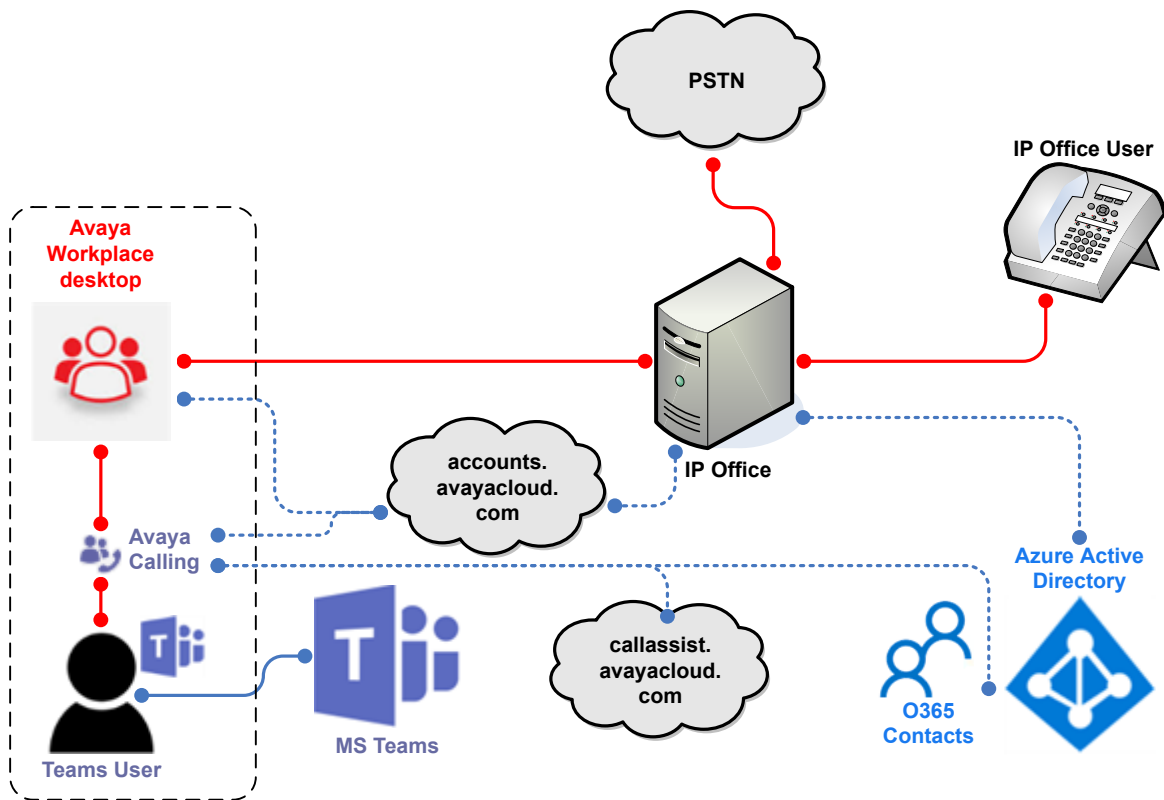 PSTN
IP Office User
Avaya
Workplace
desktop
IP Office
accounts.
avayacloud.
com
Avaya
Calling
Azure Active
Directory
T
T
callassist.
avayacloud.
com
O365
Contacts
MS Teams
Teams User